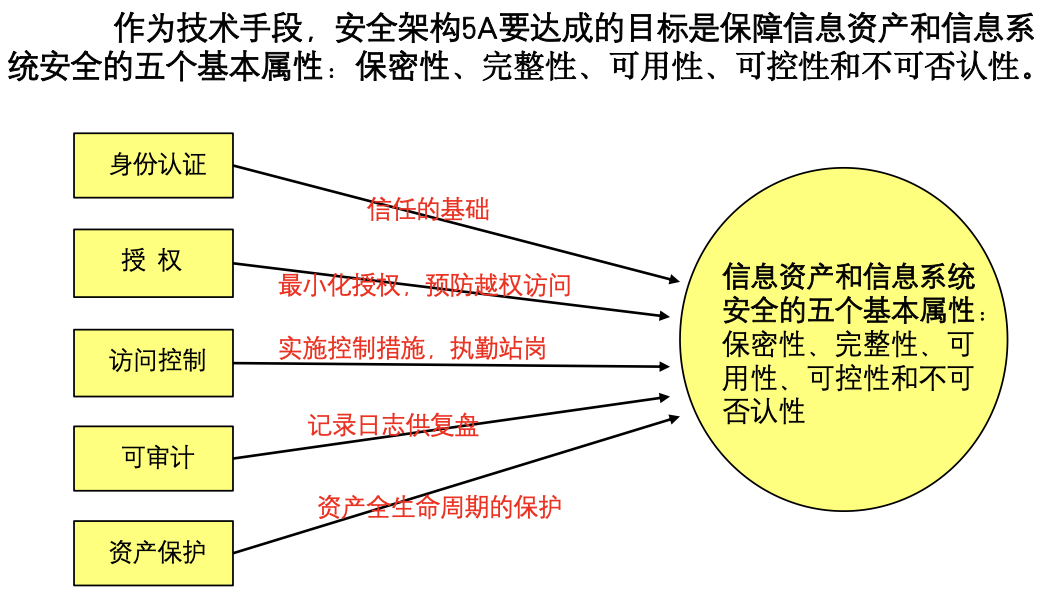 作为技术手段，安全架构5A要达成的目标是保障信息资产和信息系
统安全的五个基本属性：保密性、完整性、可用性、可控性和不可否认性。
身份认证
信任的基础
授 权
最小化授权，预防越权访问
访问控制
实施控制措施，执勤站岗
可审计
记录日志供复盘
资产保护
资产全生命周期的保护
信息资产和信息系统
安全的五个基本属性：
保密性、完整性、可
用性、可控性和不可
否认性